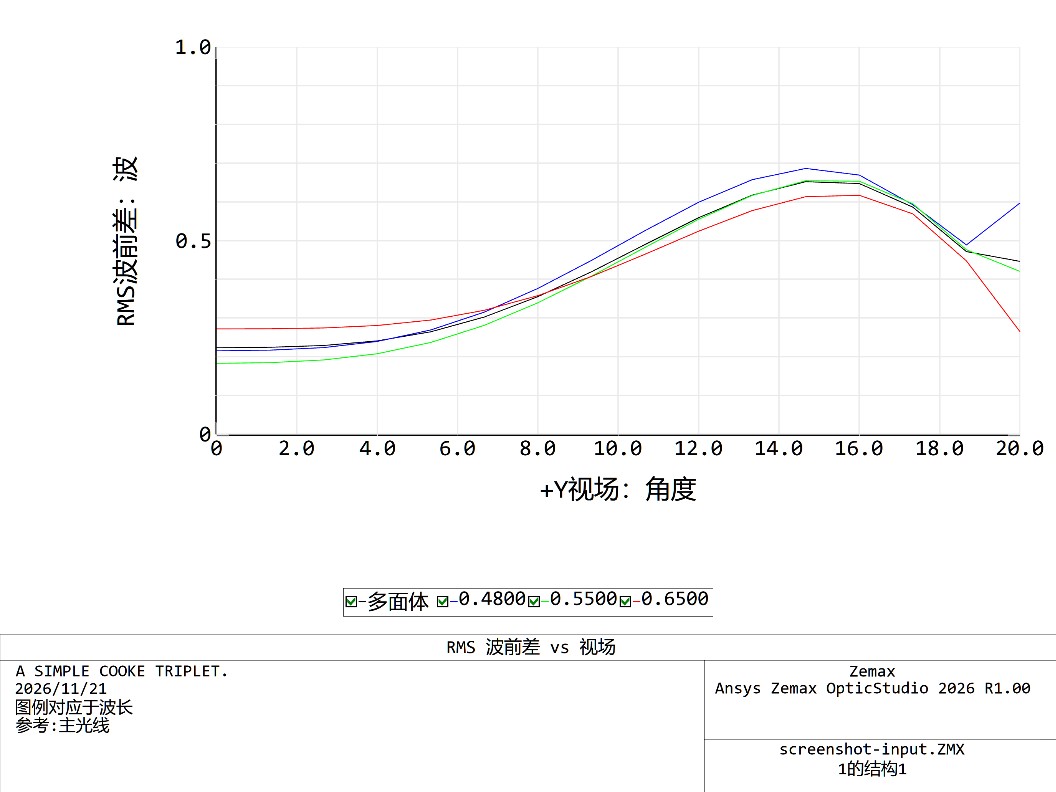 1.0
RMS波前差：波
0.5
0
0 2.0 4.0 6.0 8.0 10.0 12.0 14.0 16.0 18.0 20.0
+Y视场：角度
多面体 0.4800 0.5500 0.6500
RMS 波前差 vs 视场
A SIMPLE COOKE TRIPLET.
2026/11/21
图例对应于波长
参考:主光线
Zemax
Ansys Zemax OpticStudio 2026 R1.00
screenshot-input.ZMX
1的结构1